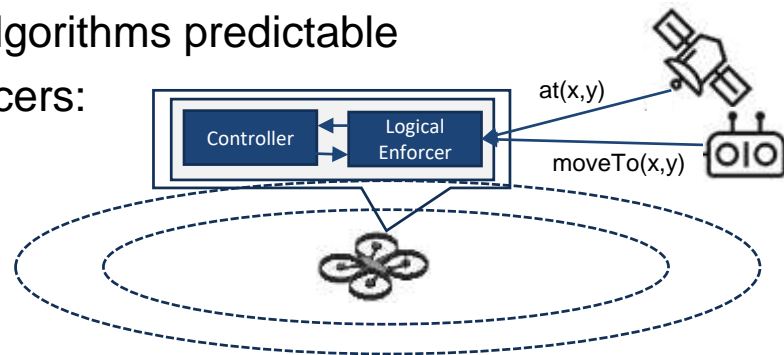 lgorithms predictable
cers:
at(x,y)
Controller
Logical
Enforcer
moveTo(x,y)